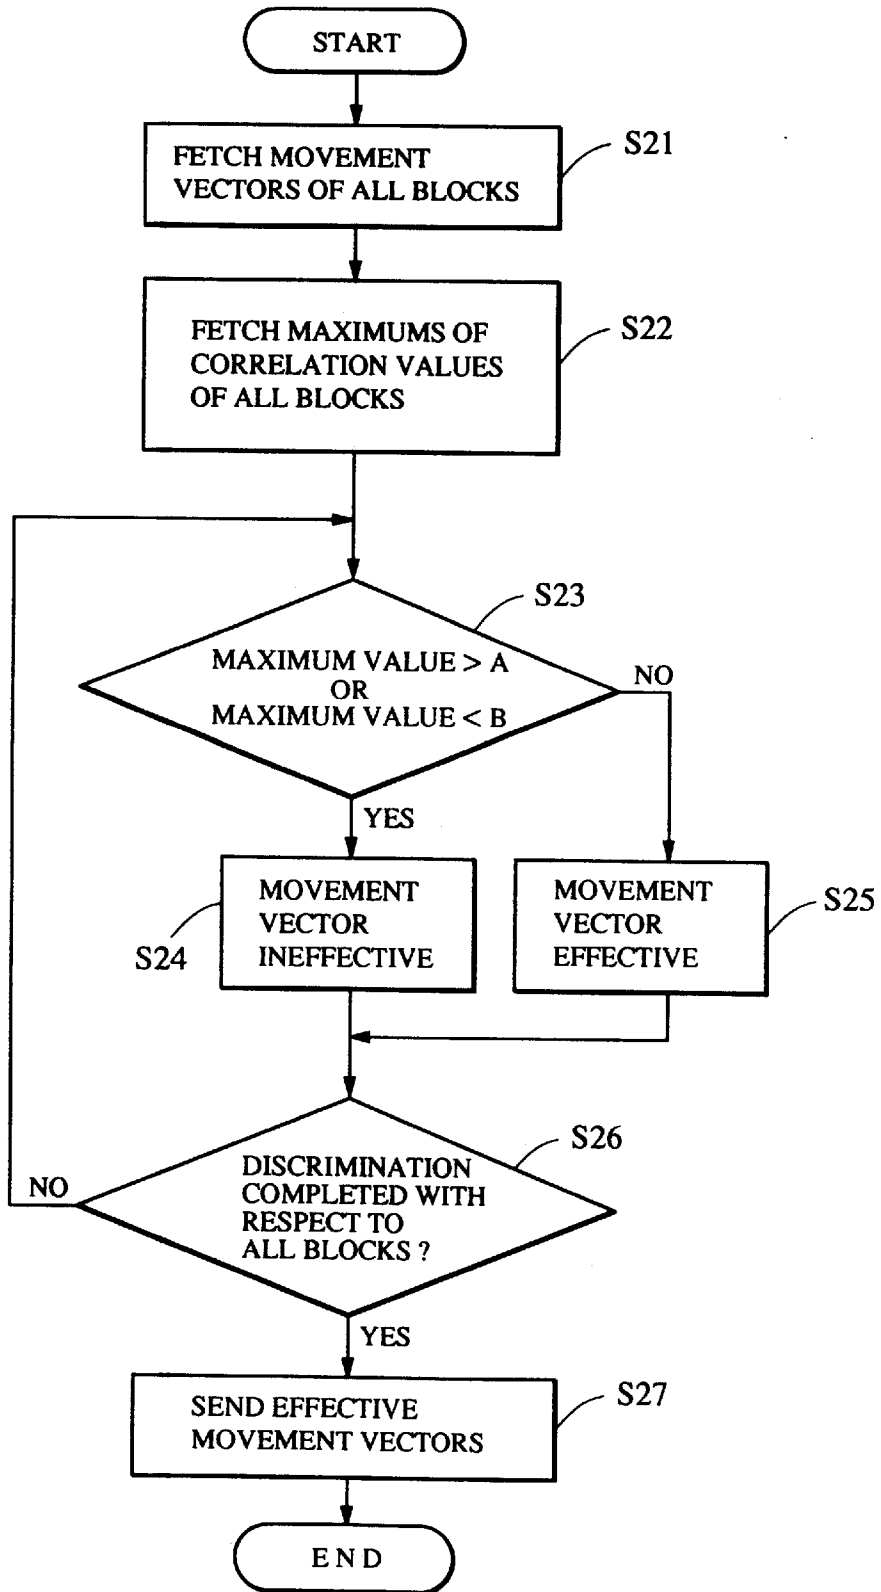 START
FETCH MOVEMENT
VECTORS OF ALL BLOCKS
S21
FETCH MAXIMUMS OF
CORRELATION VALUES
OF ALL BLOCKS
S22
S23
MAXIMUM VALUE > A
OR
MAXIMUM VALUE < B
NO
YES
MOVEMENT
VECTOR
INEFFECTIVE
S24
MOVEMENT
VECTOR
EFFECTIVE
S25
S26
DISCRIMINATION
COMPLETED WITH
RESPECT TO
ALL BLOCKS ?
NO
YES
SEND EFFECTIVE
MOVEMENT VECTORS
S27
END